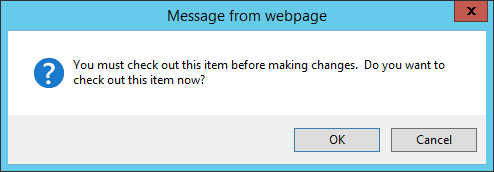 Message from webpage
You must check out this item before making changes.  Do you want to
check out this item now?
OK
Cancel